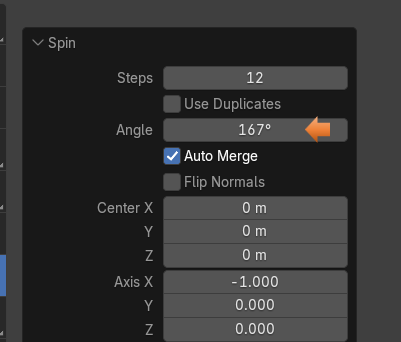 Spin
Steps 12
Use Duplicates
Angle 167°
Auto Merge
Flip Normals
Center X 0 m
Y 0 m
Z 0 m
Axis X -1.000
Y 0.000
Z 0.000